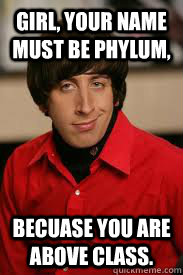 GIRL, YOUR NAME
MUST BE PHYLUM,
BECUASE YOU ARE
ABOVE CLASS.
quickmeme.com